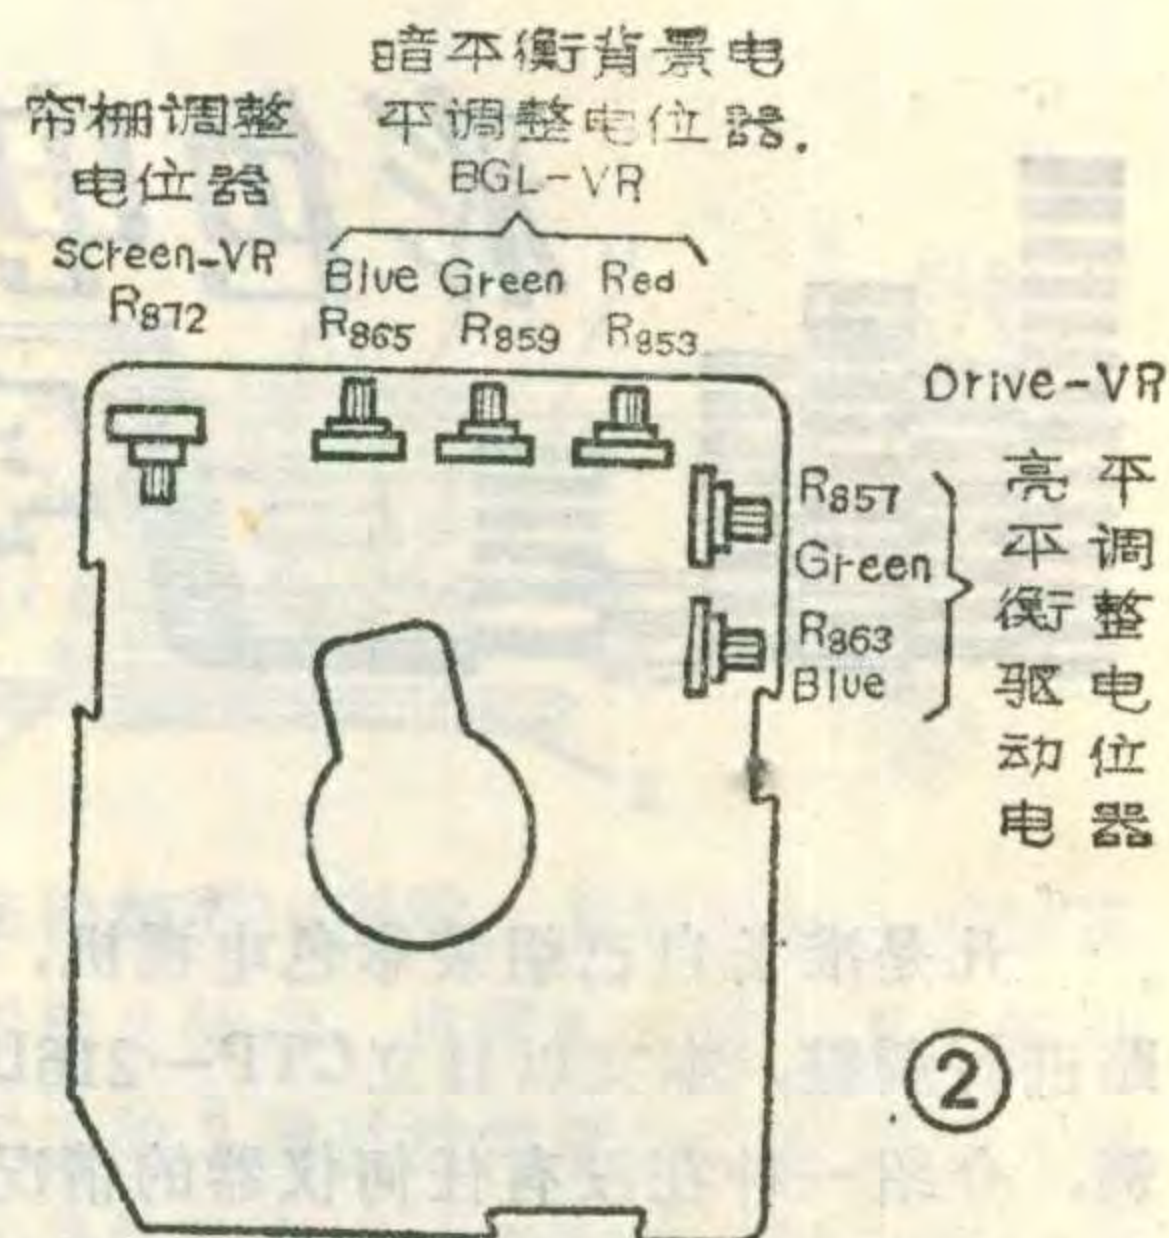 帘栅调整
电位器
Screen-VR
R872
暗平衡背景电
平调整电位器.
BGL-VR
Blue Green Red
R865 R859 R853
Drive-VR
R857
Green
R863
Blue
亮平衡驱动电
平调整电位器
②